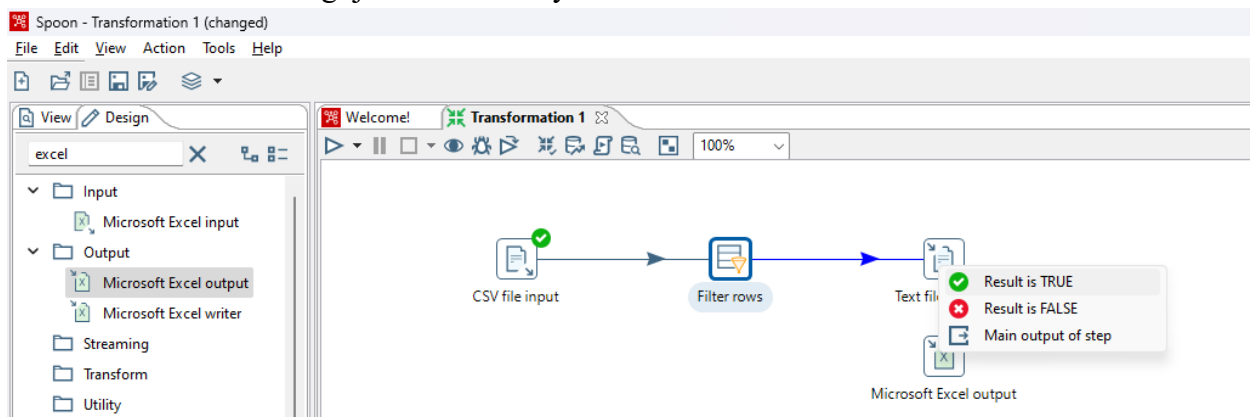 Spoon - Transformation 1 (changed)
File Edit View Action Tools Help
View Design
Welcome! Transformation 1
excel
100%
Input
Microsoft Excel input
Output
Microsoft Excel output
Microsoft Excel writer
Streaming
Transform
Utility
CSV file input
Filter rows
Text fil
Result is TRUE
Result is FALSE
Main output of step
Microsoft Excel output